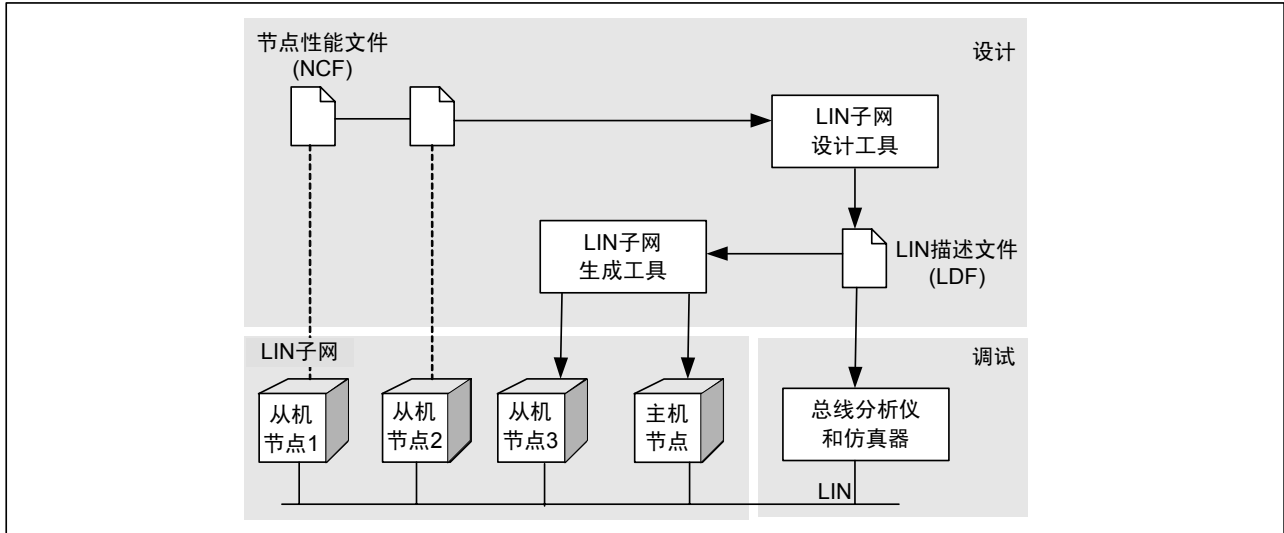 节点性能文件
(NCF)
设计
LIN子网
设计工具
LIN子网
生成工具
LIN描述文件
(LDF)
LIN子网
调试
从机
节点1
从机
节点2
从机
节点3
主机
节点
总线分析仪
和仿真器
LIN